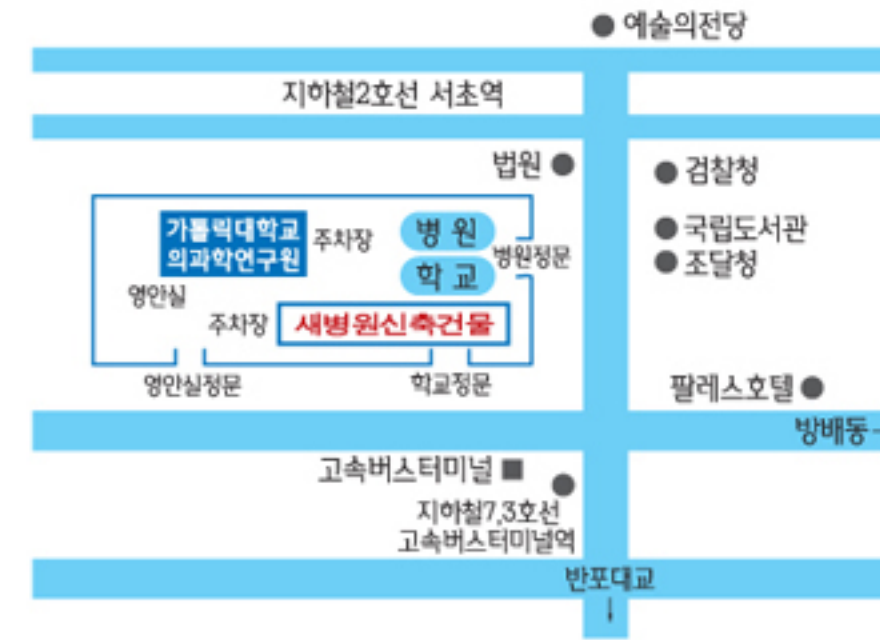 예술의전당
지하철2호선 서초역
법원
검찰청
국립도서관
조달청
가톨릭대학교
의과학연구원
주차장
병원
학교
병원정문
영안실
주차장
새병원신축건물
영안실정문
학교정문
팔레스호텔
방배동
고속버스터미널
지하철7,3호선
고속버스터미널역
반포대교